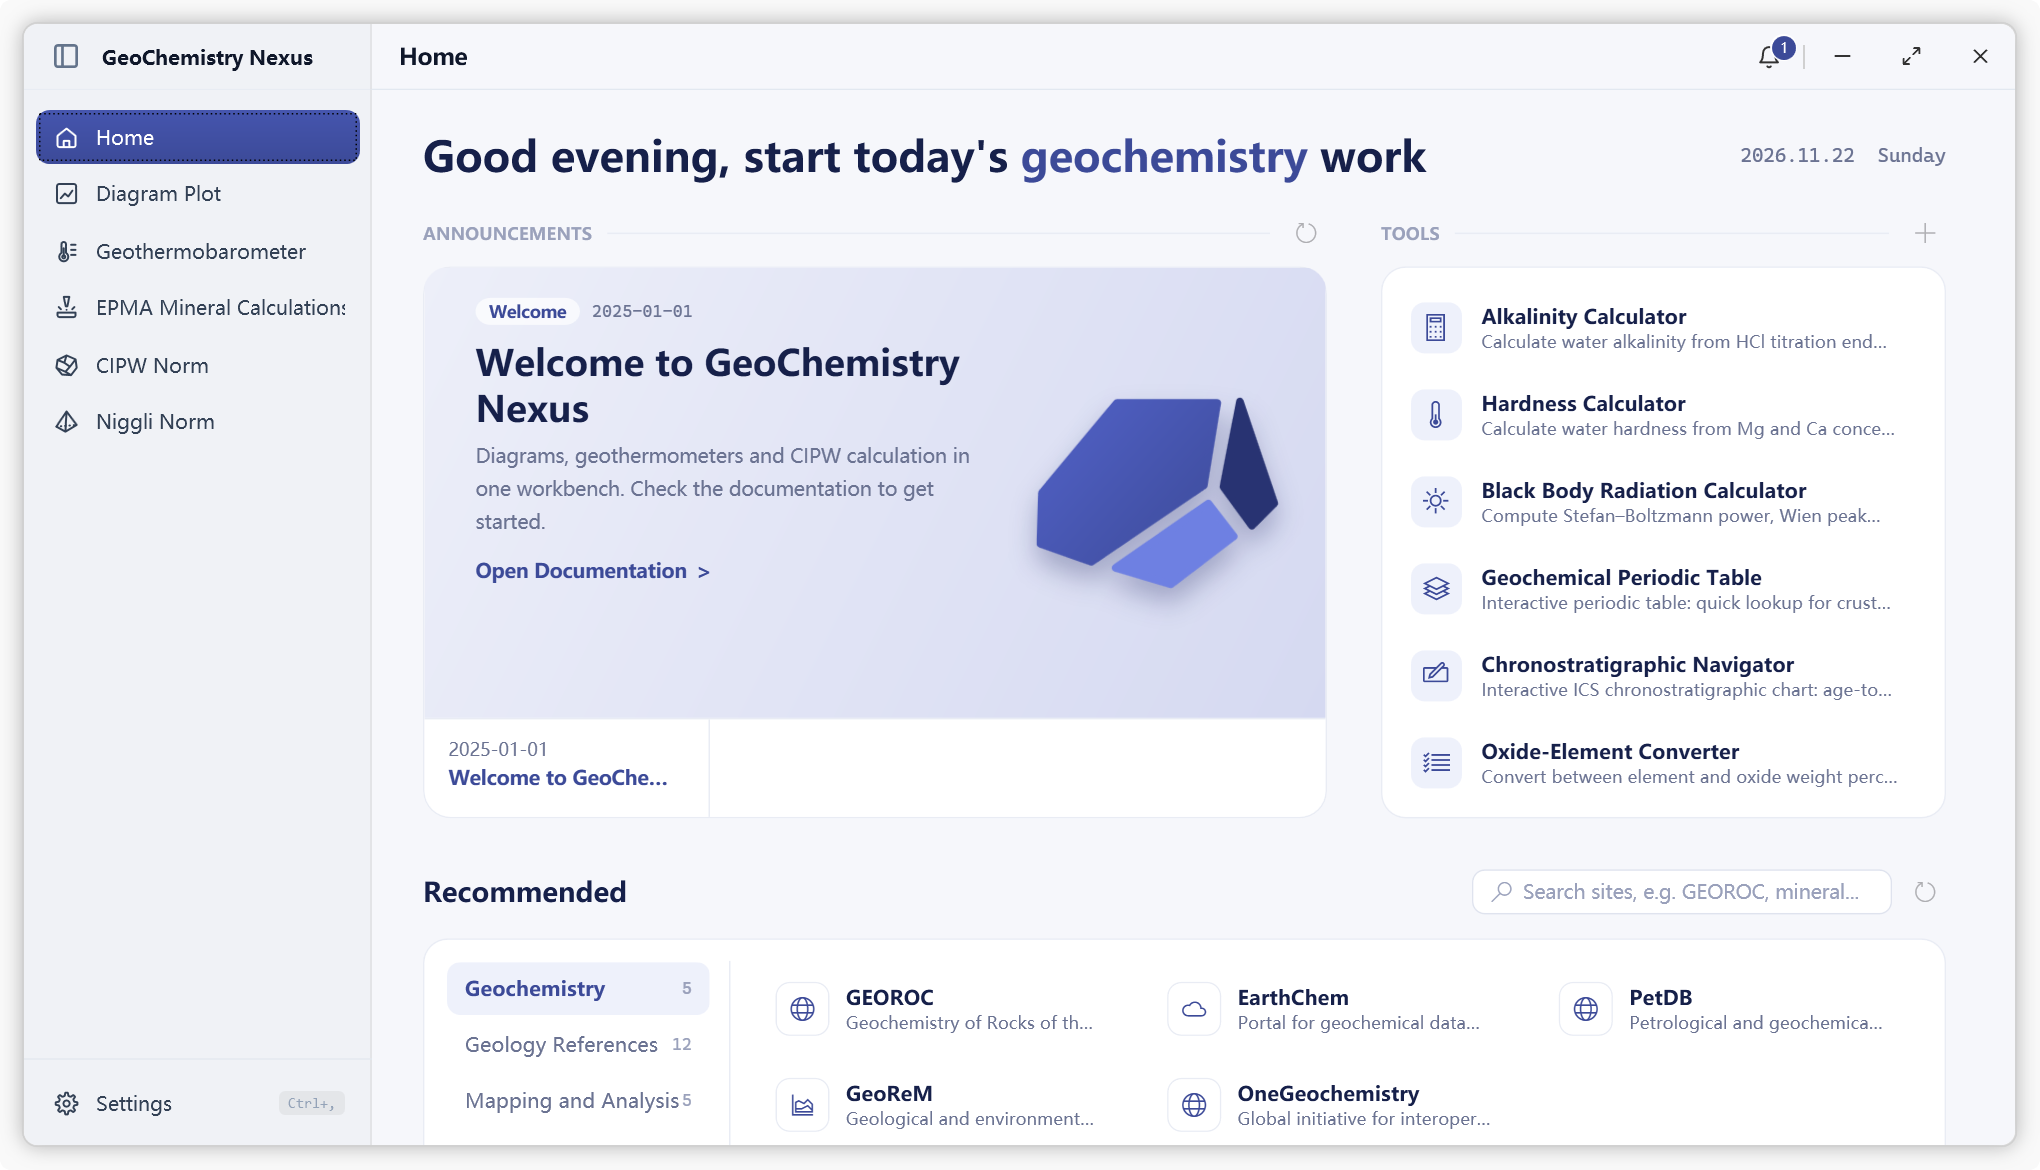 GeoChemistry Nexus
Home
1
Home
Diagram Plot
Geothermobarometer
EPMA Mineral Calculations
CIPW Norm
Niggli Norm
Settings
Ctrl+,
Good evening, start today's geochemistry work
2026.11.22 Sunday
ANNOUNCEMENTS
Welcome 2025-01-01
Welcome to GeoChemistry
Nexus
Diagrams, geothermometers and CIPW calculation in
one workbench. Check the documentation to get
started.
Open Documentation >
2025-01-01
Welcome to GeoChe...
TOOLS
Alkalinity Calculator
Calculate water alkalinity from HCl titration end...
Hardness Calculator
Calculate water hardness from Mg and Ca conce...
Black Body Radiation Calculator
Compute Stefan–Boltzmann power, Wien peak...
Geochemical Periodic Table
Interactive periodic table: quick lookup for crust...
Chronostratigraphic Navigator
Interactive ICS chronostratigraphic chart: age-to...
Oxide-Element Converter
Convert between element and oxide weight perc...
Recommended
Search sites, e.g. GEOROC, mineral...
Geochemistry 5
Geology References 12
Mapping and Analysis 5
GEOROC
Geochemistry of Rocks of th...
EarthChem
Portal for geochemical data...
PetDB
Petrological and geochemica...
GeoReM
Geological and environment...
OneGeochemistry
Global initiative for interoper...